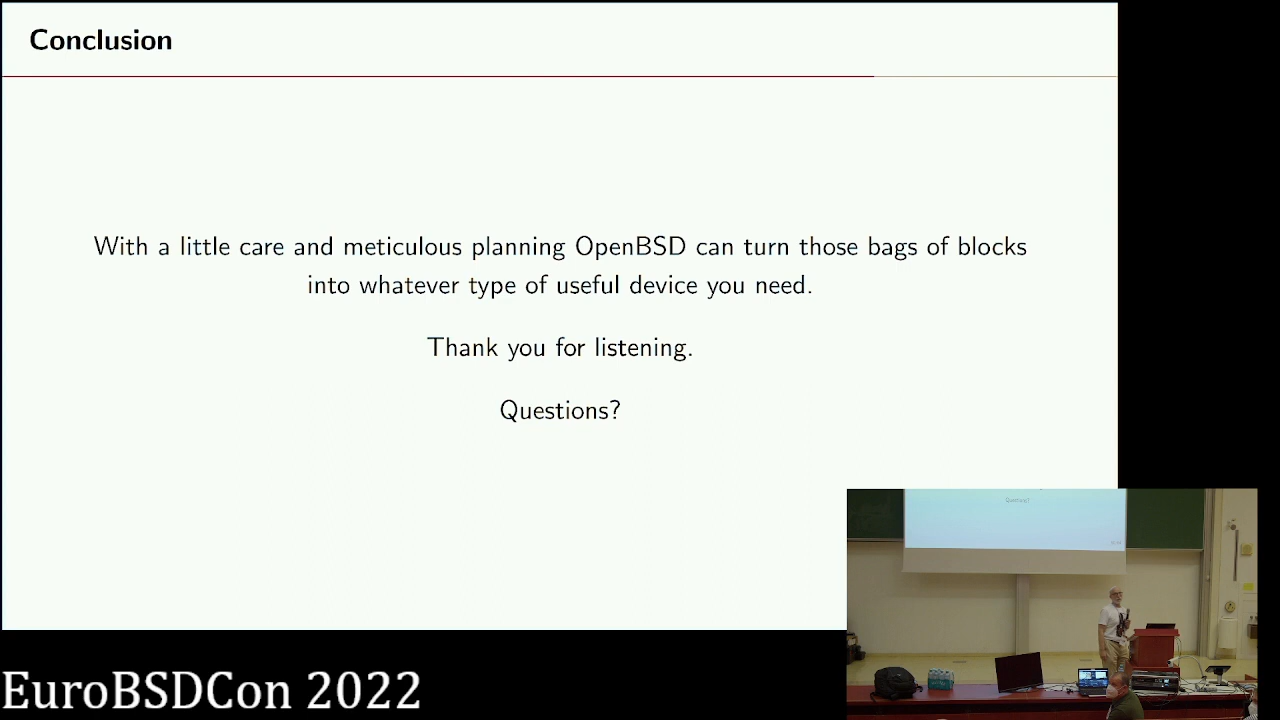 Conclusion
With a little care and meticulous planning OpenBSD can turn those bags of blocks
into whatever type of useful device you need.
Thank you for listening.
Questions?
Questions?
EuroBSDCon 2022